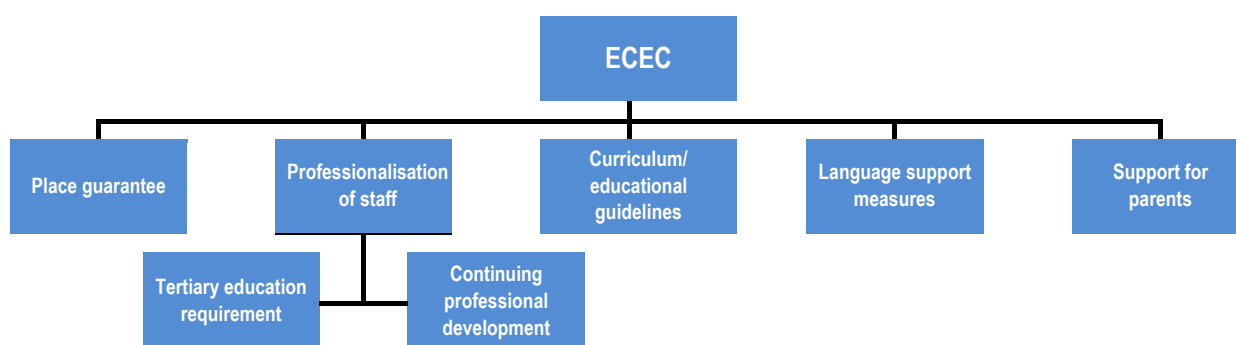 ECEC
Place guarantee
Professionalisation
of staff
Curriculum/
educational
guidelines
Language support
measures
Support for
parents
Tertiary education
requirement
Continuing
professional
development